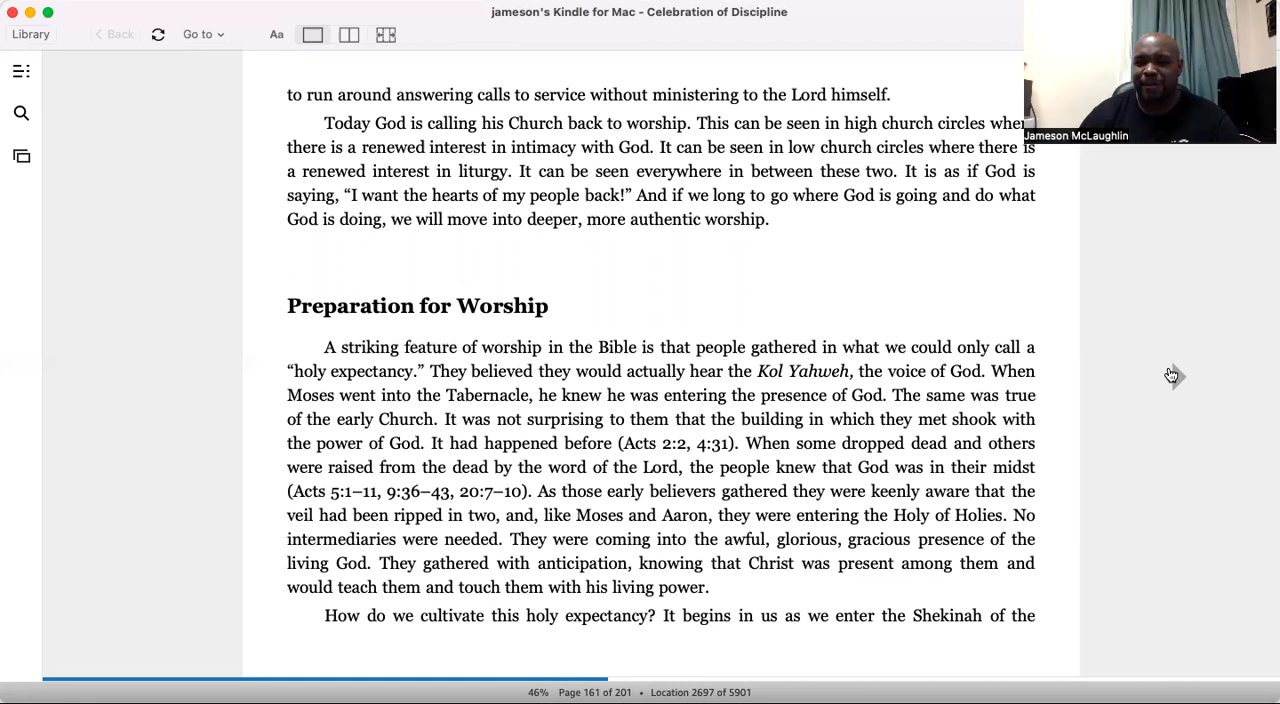 jameson's Kindle for Mac - Celebration of Discipline
Library
Back
Go to
Aa
Jameson McLaughlin
to run around answering calls to service without ministering to the Lord himself.
Today God is calling his Church back to worship. This can be seen in high church circles where
there is a renewed interest in intimacy with God. It can be seen in low church circles where there is
a renewed interest in liturgy. It can be seen everywhere in between these two. It is as if God is
saying, “I want the hearts of my people back!” And if we long to go where God is going and do what
God is doing, we will move into deeper, more authentic worship.
Preparation for Worship
A striking feature of worship in the Bible is that people gathered in what we could only call a
“holy expectancy.” They believed they would actually hear the Kol Yahweh, the voice of God. When
Moses went into the Tabernacle, he knew he was entering the presence of God. The same was true
of the early Church. It was not surprising to them that the building in which they met shook with
the power of God. It had happened before (Acts 2:2, 4:31). When some dropped dead and others
were raised from the dead by the word of the Lord, the people knew that God was in their midst
(Acts 5:1–11, 9:36–43, 20:7–10). As those early believers gathered they were keenly aware that the
veil had been ripped in two, and, like Moses and Aaron, they were entering the Holy of Holies. No
intermediaries were needed. They were coming into the awful, glorious, gracious presence of the
living God. They gathered with anticipation, knowing that Christ was present among them and
would teach them and touch them with his living power.
How do we cultivate this holy expectancy? It begins in us as we enter the Shekinah of the
46% Page 161 of 201 • Location 2697 of 5901